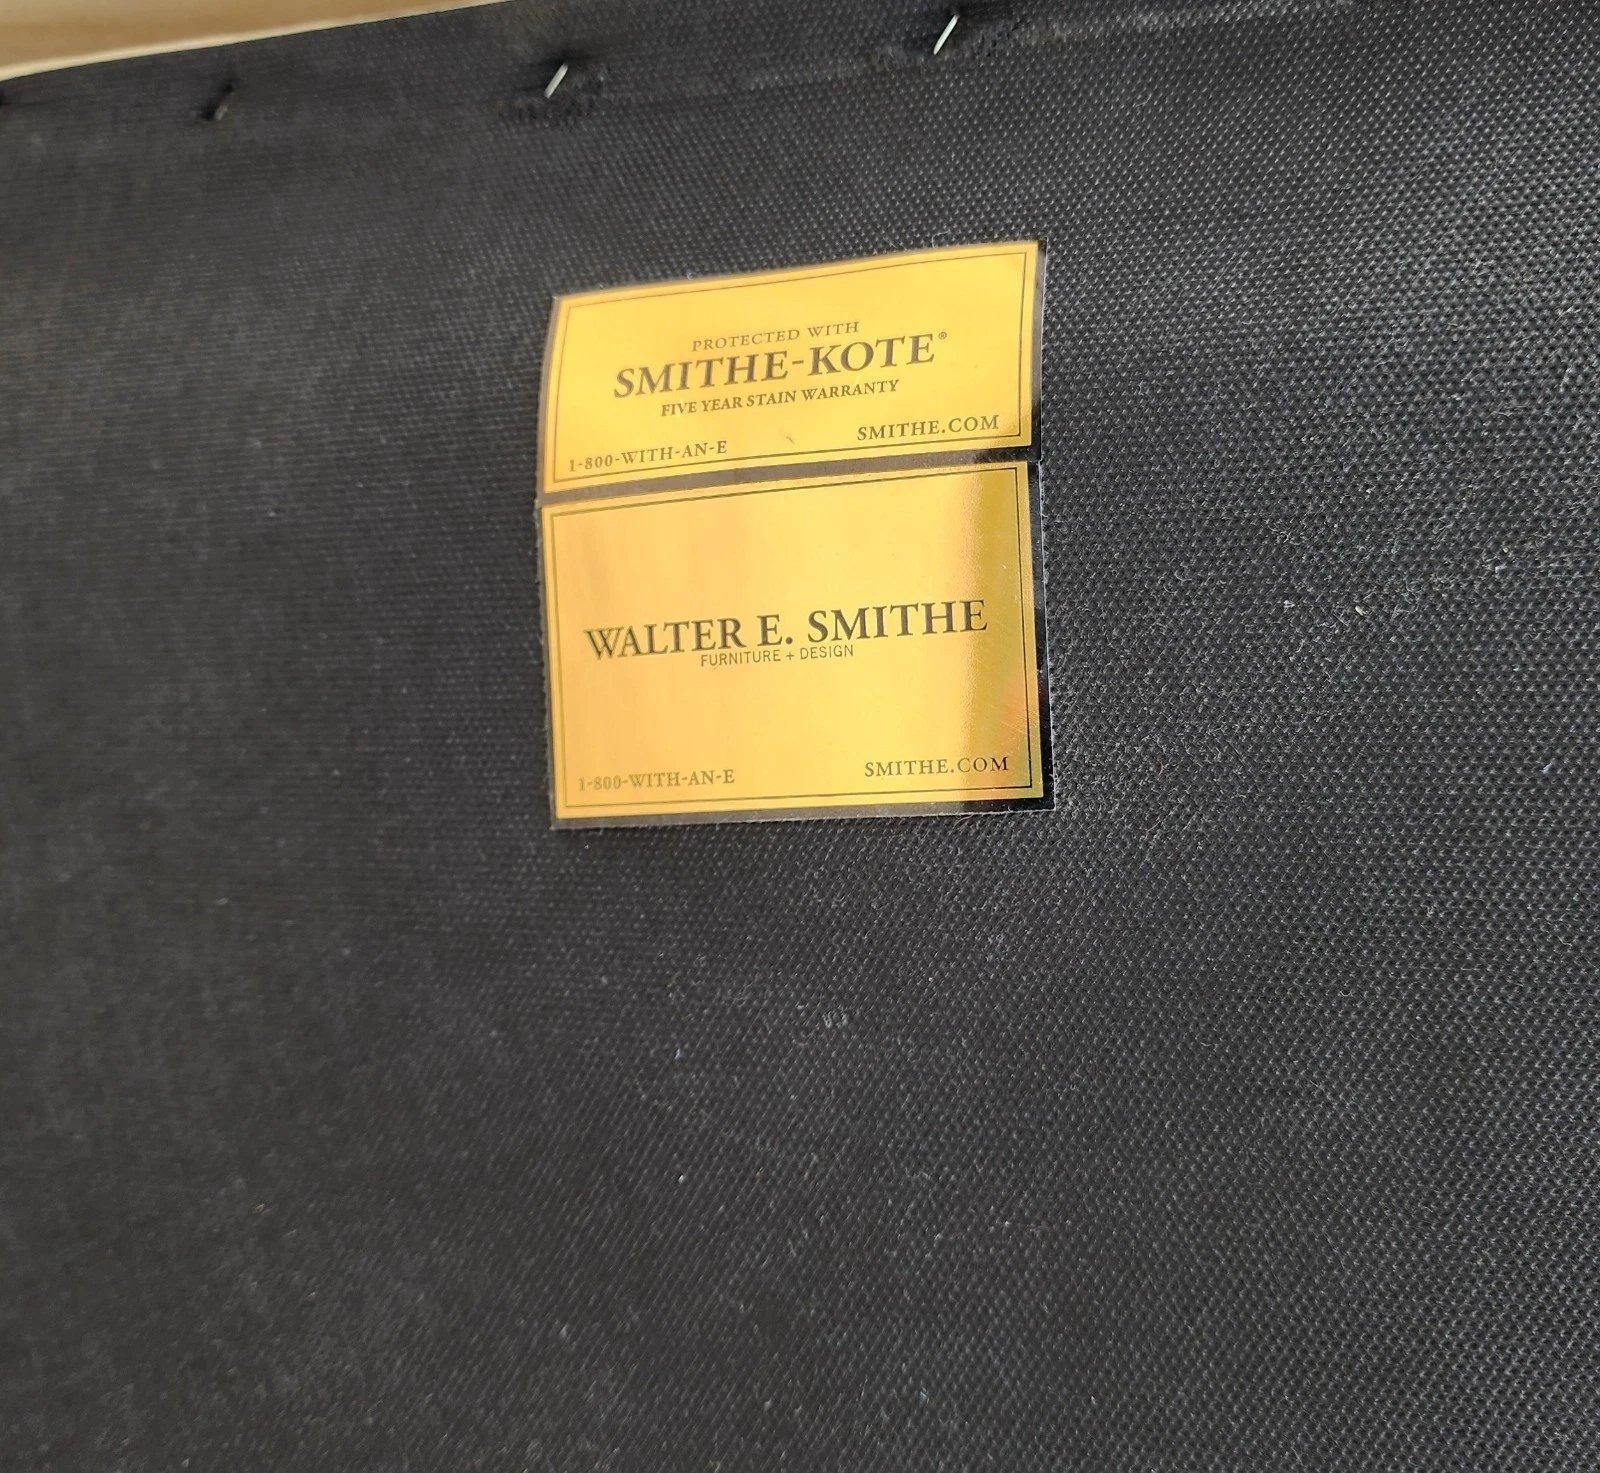 PROTECTED WITH
SMITHE-KOTE®
FIVE YEAR STAIN WARRANTY
1-800-WITH-AN-E SMITHE.COM
WALTER E. SMITHE
FURNITURE + DESIGN
1-800-WITH-AN-E SMITHE.COM